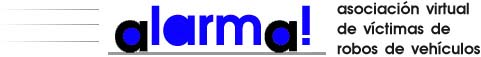 alarma!
asociación virtual
de víctimas de
robos de vehículos